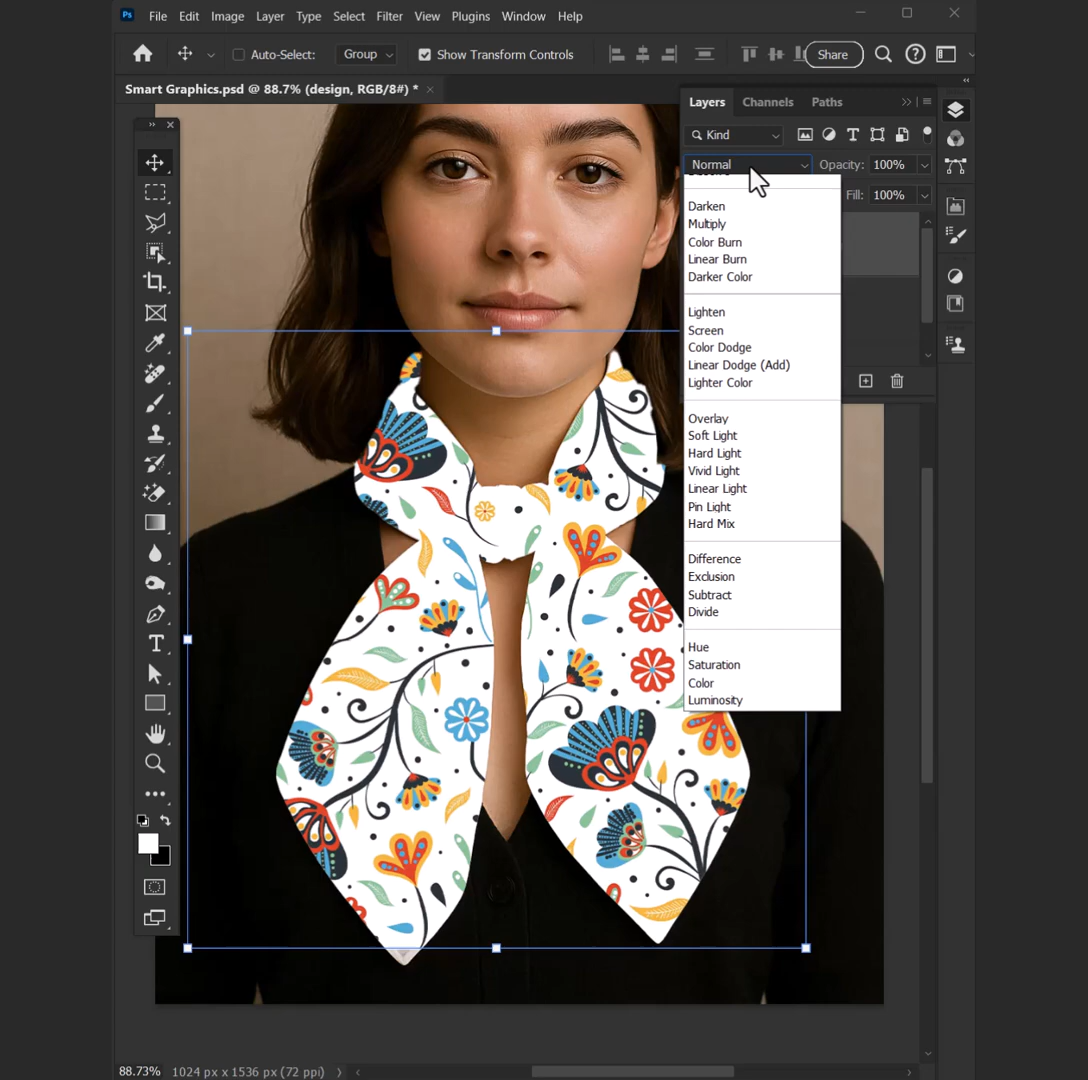 Ps File Edit Image Layer Type Select Filter View Plugins Window Help
Auto-Select: Group Show Transform Controls Share
Smart Graphics.psd @ 88.7% (design, RGB/8#) *
Layers Channels Paths
Kind
Normal Opacity: 100%
Fill: 100%
Darken
Multiply
Color Burn
Linear Burn
Darker Color
Lighten
Screen
Color Dodge
Linear Dodge (Add)
Lighter Color
Overlay
Soft Light
Hard Light
Vivid Light
Linear Light
Pin Light
Hard Mix
Difference
Exclusion
Subtract
Divide
Hue
Saturation
Color
Luminosity
88.73% 1024 px x 1536 px (72 ppi)